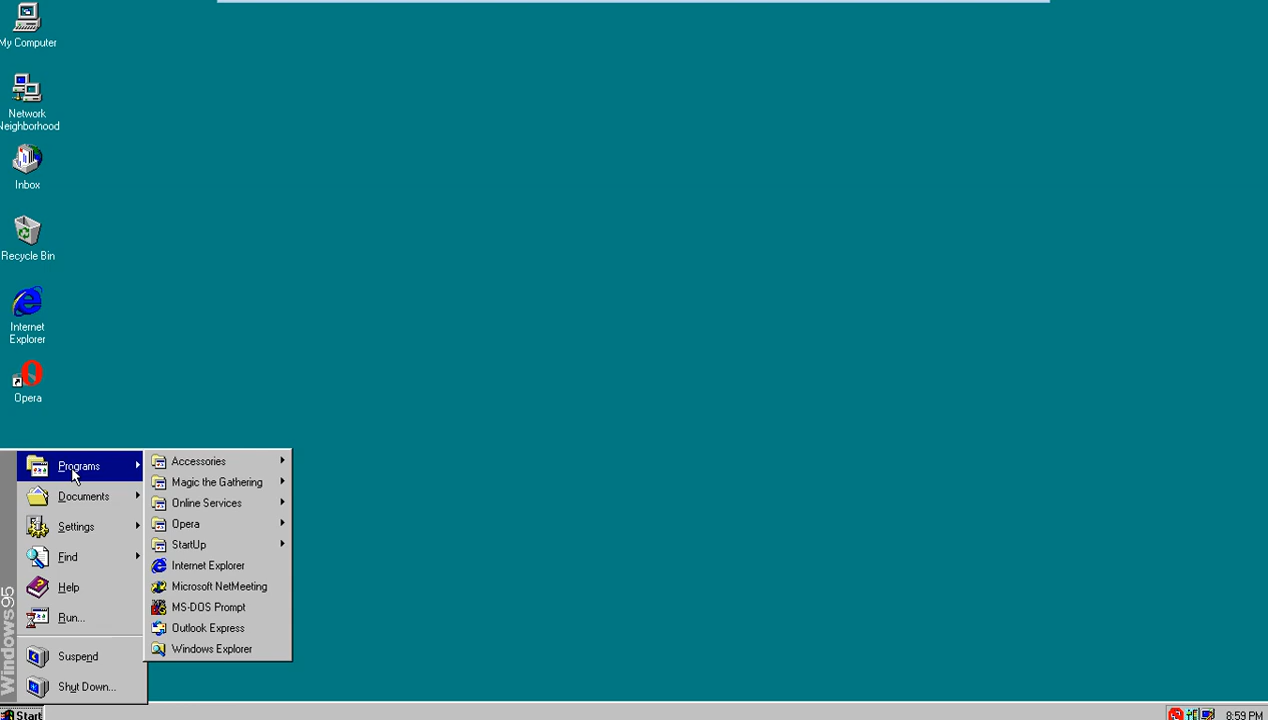 My Computer
Network
Neighborhood
Inbox
Recycle Bin
Internet
Explorer
Opera
Programs
Documents
Settings
Find
Help
Run...
Suspend
Shut Down...
Windows95
Accessories
Magic the Gathering
Online Services
Opera
StartUp
Internet Explorer
Microsoft NetMeeting
MS-DOS Prompt
Outlook Express
Windows Explorer
Start
8:59 PM